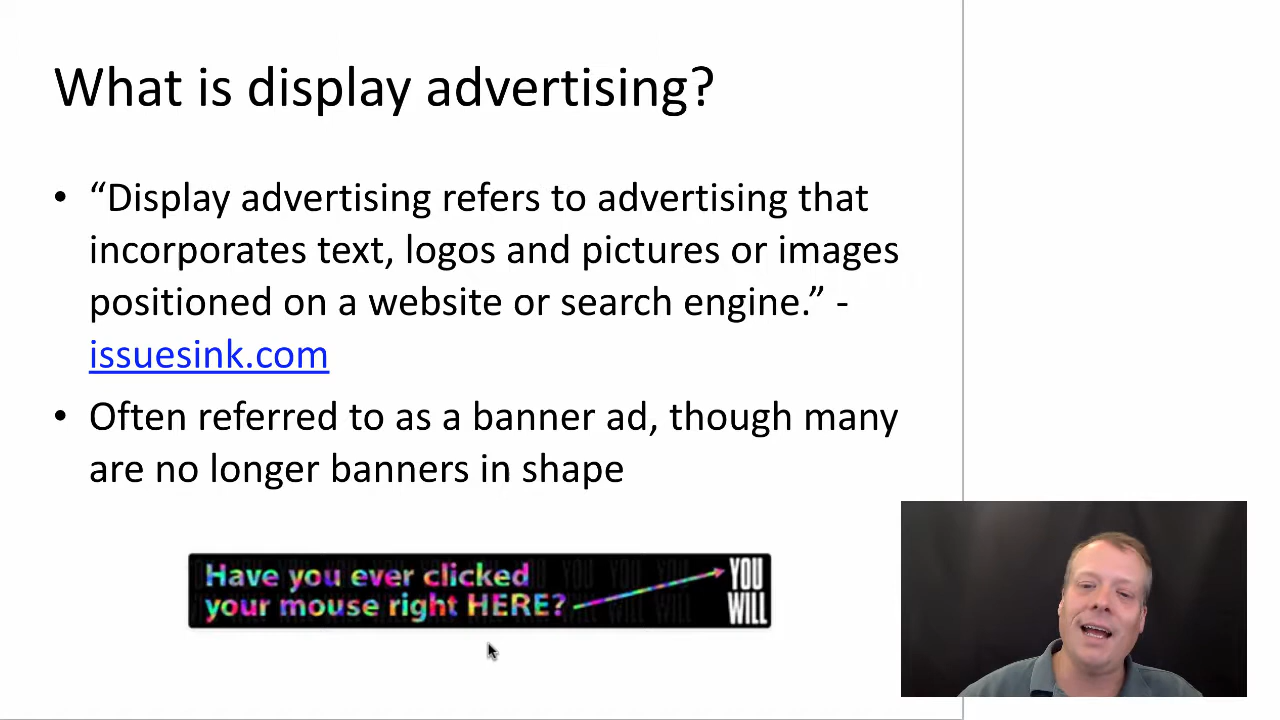 What is display advertising?
• “Display advertising refers to advertising that
incorporates text, logos and pictures or images
positioned on a website or search engine.” -
issuesink.com
• Often referred to as a banner ad, though many
are no longer banners in shape
Have you ever clicked
your mouse right HERE?
YOU
WILL